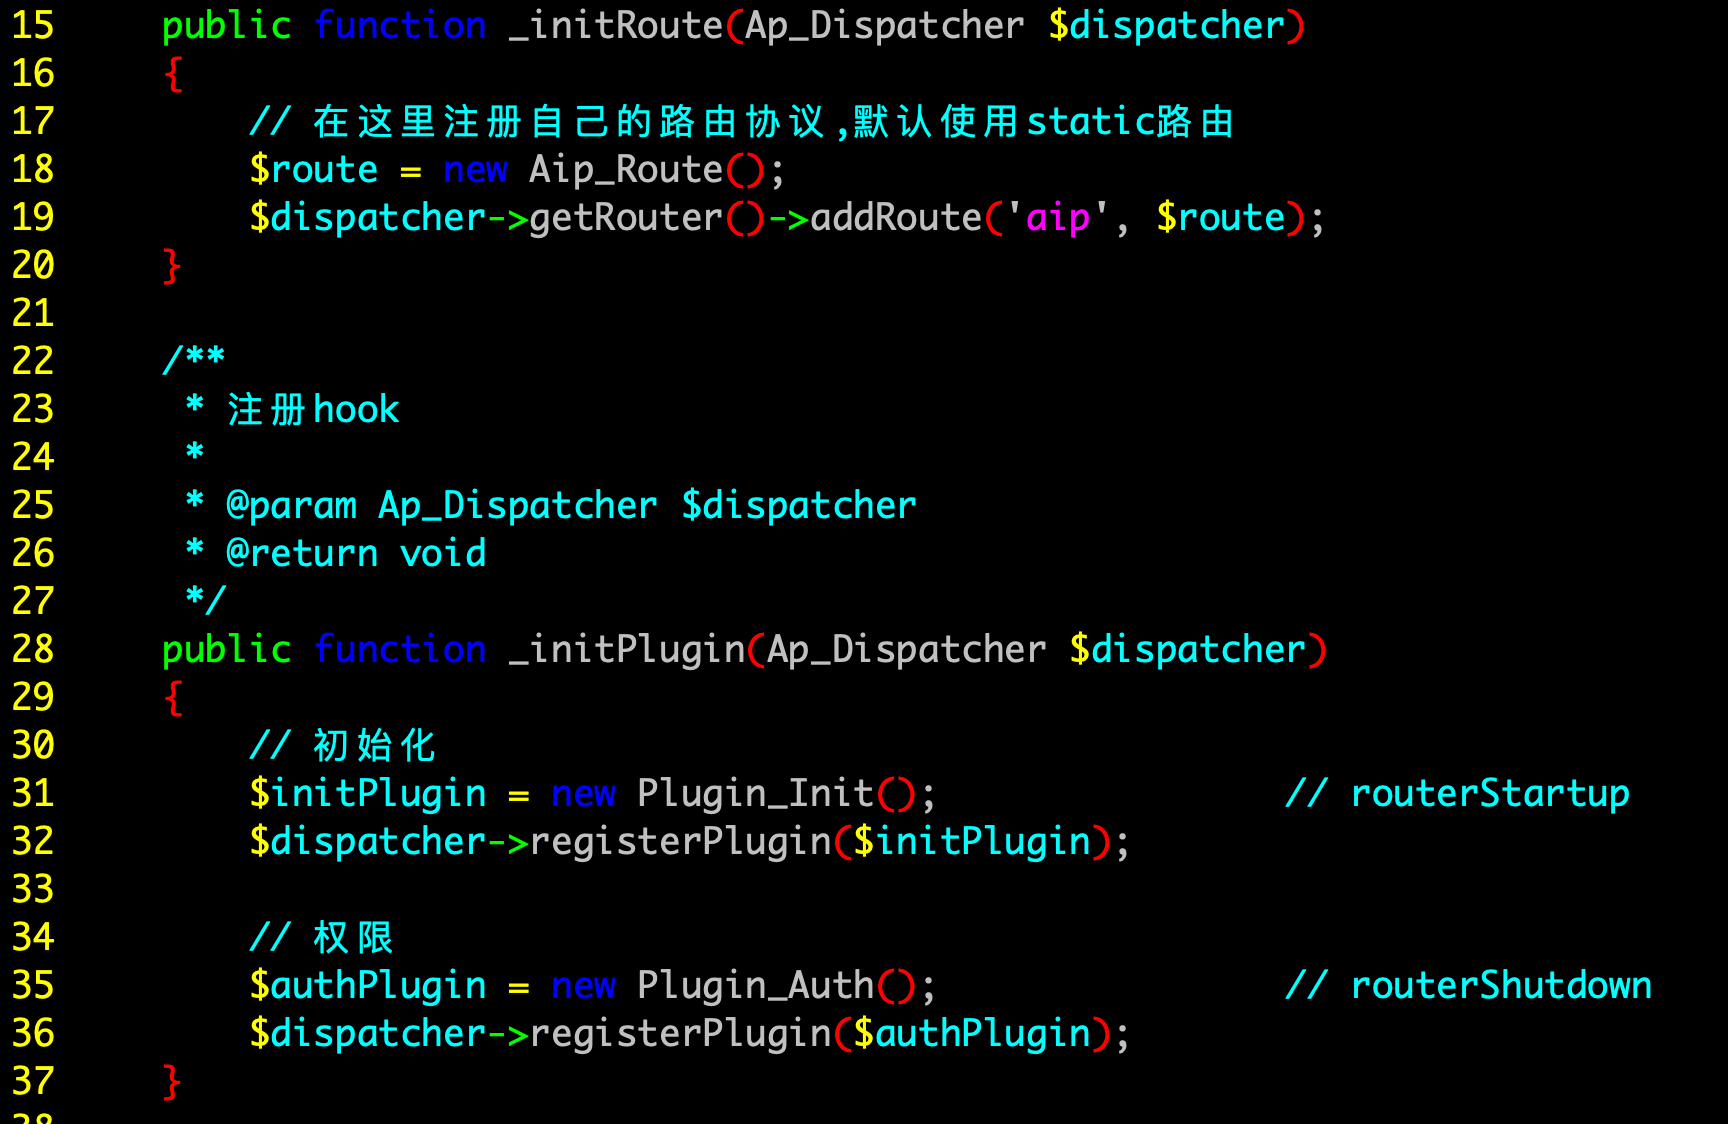 15     public function _initRoute(Ap_Dispatcher $dispatcher)
16     {
17         // 在这里注册自己的路由协议,默认使用static路由
18         $route = new Aip_Route();
19         $dispatcher->getRouter()->addRoute('aip', $route);
20     }
21
22     /**
23      * 注册hook
24      *
25      * @param Ap_Dispatcher $dispatcher
26      * @return void
27      */
28     public function _initPlugin(Ap_Dispatcher $dispatcher)
29     {
30         // 初始化
31         $initPlugin = new Plugin_Init();                // routerStartup
32         $dispatcher->registerPlugin($initPlugin);
33
34         // 权限
35         $authPlugin = new Plugin_Auth();                // routerShutdown
36         $dispatcher->registerPlugin($authPlugin);
37     }
38